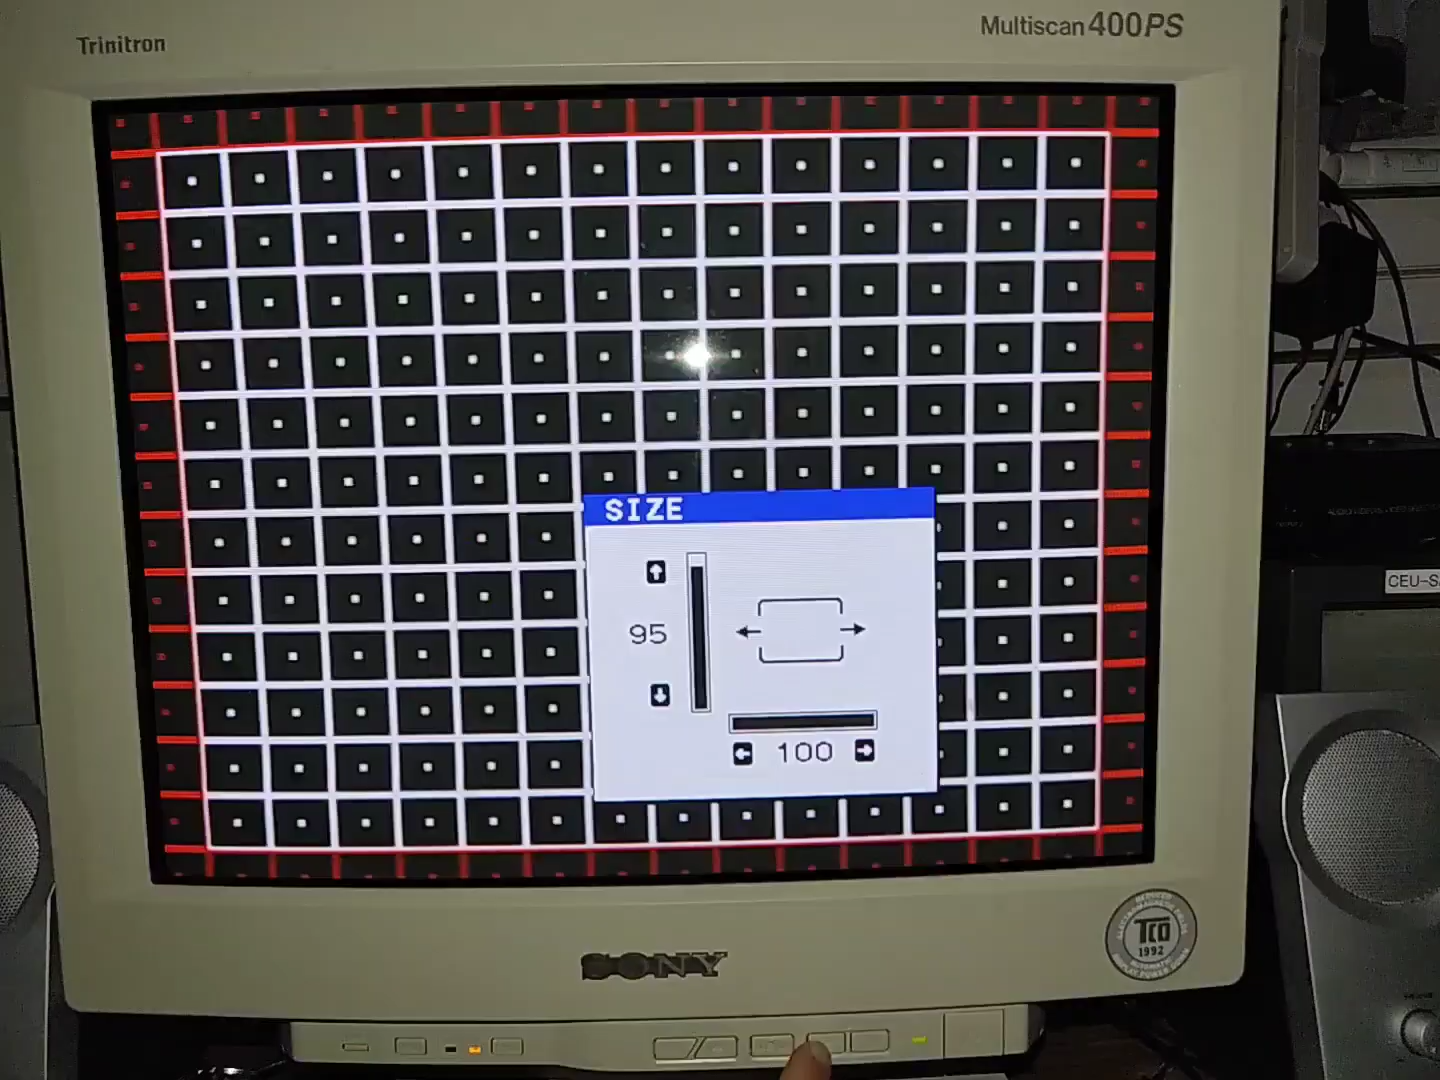 Trinitron
Multiscan 400PS
SIZE
95
100
SONY
TCO
1992
CEU-S